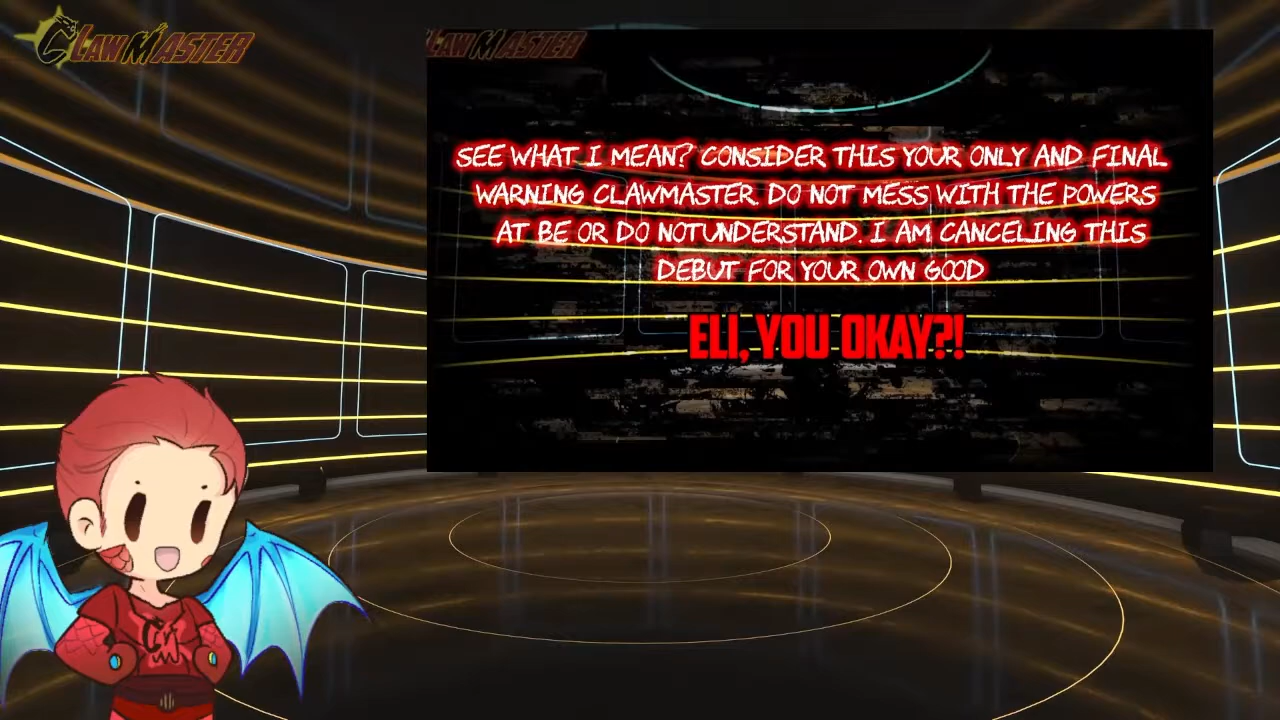 CLAWMASTER
CLAWMASTER
SEE WHAT I MEAN? CONSIDER THIS YOUR ONLY AND FINAL
WARNING CLAWMASTER. DO NOT MESS WITH THE POWERS
AT BE OR DO NOTUNDERSTAND. I AM CANCELING THIS
DEBUT FOR YOUR OWN GOOD
ELI, YOU OKAY?!
CM